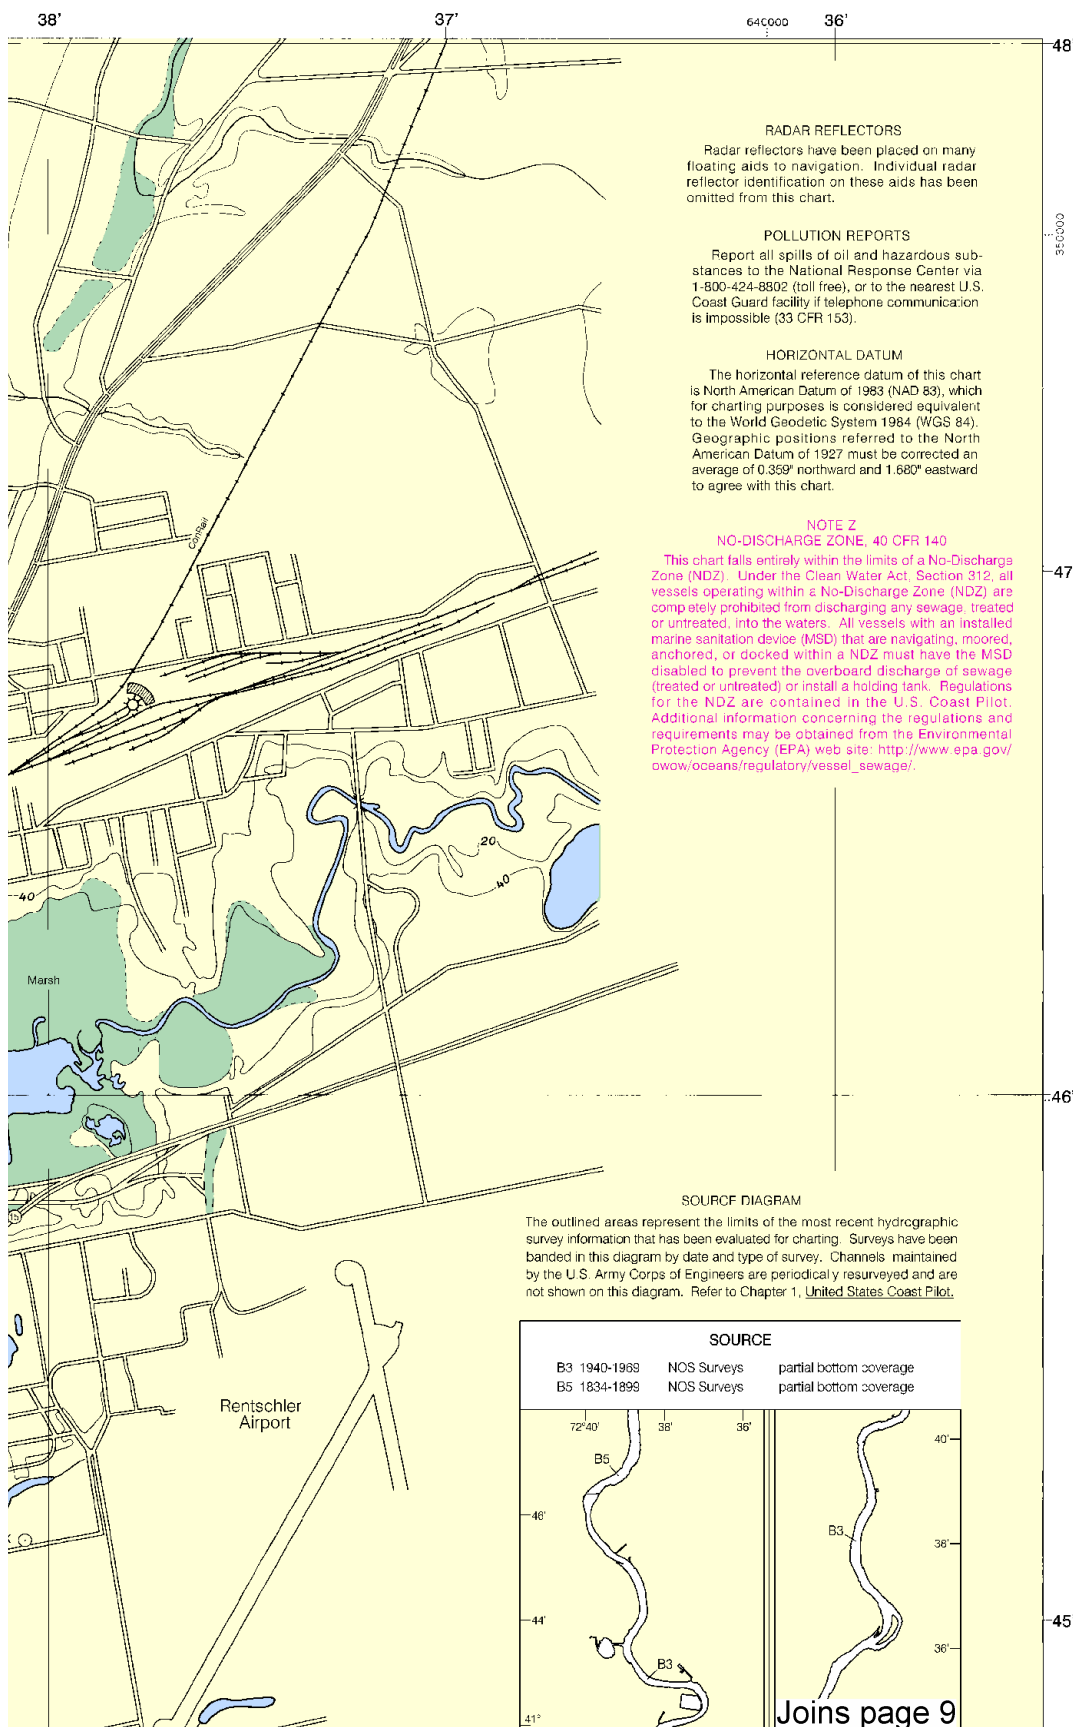 38'
37'
640000
36'
48'
RADAR REFLECTORS
Radar reflectors have been placed on many
floating aids to navigation. Individual radar
reflector identification on these aids has been
omitted from this chart.
350000
POLLUTION REPORTS
Report all spills of oil and hazardous sub-
stances to the National Response Center via
1-800-424-8802 (toll free), or to the nearest U.S.
Coast Guard facility if telephone communication
is impossible (33 CFR 153).
HORIZONTAL DATUM
The horizontal reference datum of this chart
is North American Datum of 1983 (NAD 83), which
for charting purposes is considered equivalent
to the World Geodetic System 1984 (WGS 84).
Geographic positions referred to the North
American Datum of 1927 must be corrected an
average of 0.359" northward and 1.680" eastward
to agree with this chart.
ConRail
NOTE Z
NO-DISCHARGE ZONE, 40 CFR 140
This chart falls entirely within the limits of a No-Discharge
Zone (NDZ). Under the Clean Water Act, Section 312, all
vessels operating within a No-Discharge Zone (NDZ) are
completely prohibited from discharging any sewage, treated
or untreated, into the waters. All vessels with an installed
marine sanitation device (MSD) that are navigating, moored,
anchored, or docked within a NDZ must have the MSD
disabled to prevent the overboard discharge of sewage
(treated or untreated) or install a holding tank. Regulations
for the NDZ are contained in the U.S. Coast Pilot.
Additional information concerning the regulations and
requirements may be obtained from the Environmental
Protection Agency (EPA) web site: http://www.epa.gov/
owow/oceans/regulatory/vessel_sewage/.
47'
20
40
40
Marsh
46'
SOURCE DIAGRAM
The outlined areas represent the limits of the most recent hydrographic
survey information that has been evaluated for charting. Surveys have been
banded in this diagram by date and type of survey. Channels maintained
by the U.S. Army Corps of Engineers are periodically resurveyed and are
not shown on this diagram. Refer to Chapter 1, United States Coast Pilot.
SOURCE
B3 1940-1969 NOS Surveys partial bottom coverage
B5 1834-1899 NOS Surveys partial bottom coverage
Rentschler
Airport
72°40' 38' 36'
40'
B5
46'
B3
38'
44'
45'
36'
B3
41°
Joins page 9